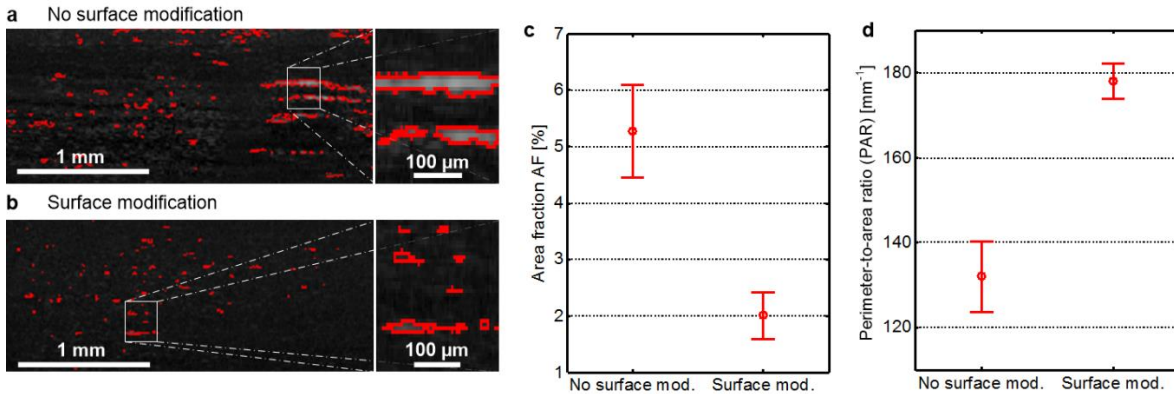 a No surface modification
1 mm
100 µm
b Surface modification
1 mm
100 µm
c
7
6
5
4
3
2
1
Area fraction AF [%]
No surface mod. Surface mod.
d
180
160
140
120
Perimeter-to-area ratio (PAR) [mm⁻¹]
No surface mod. Surface mod.